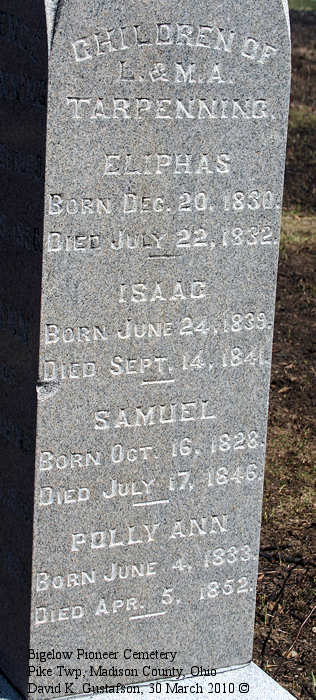 CHILDREN OF
L. & M.A.
TARPENNING.
ELIPHAS
BORN DEC. 20, 1830.
DIED JULY 22, 1832.
ISAAC
BORN JUNE 24, 1839.
DIED SEPT. 14, 1841.
SAMUEL
BORN OCT. 16, 1828.
DIED JULY 17, 1846.
POLLY ANN
BORN JUNE 4, 1833.
DIED APR. 5, 1852.
Bigelow Pioneer Cemetery
Pike Twp, Madison County, Ohio
David K. Gustafson, 30 March 2010 ©